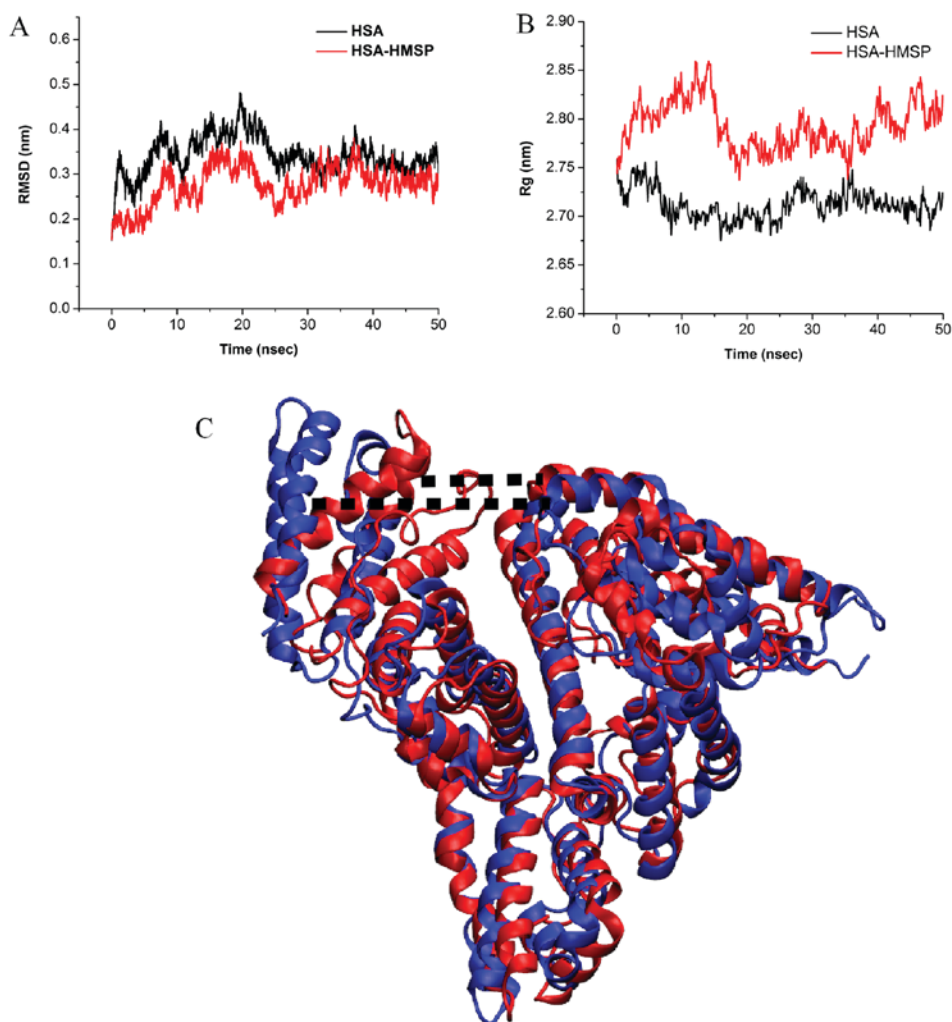 A
HSA
HSA-HMSP
0.6
0.5
0.4
0.3
0.2
0.1
0.0
RMSD (nm)
0 10 20 30 40 50
Time (nsec)
B
HSA
HSA-HMSP
2.90
2.85
2.80
2.75
2.70
2.65
2.60
Rg (nm)
0 10 20 30 40 50
Time (nsec)
C